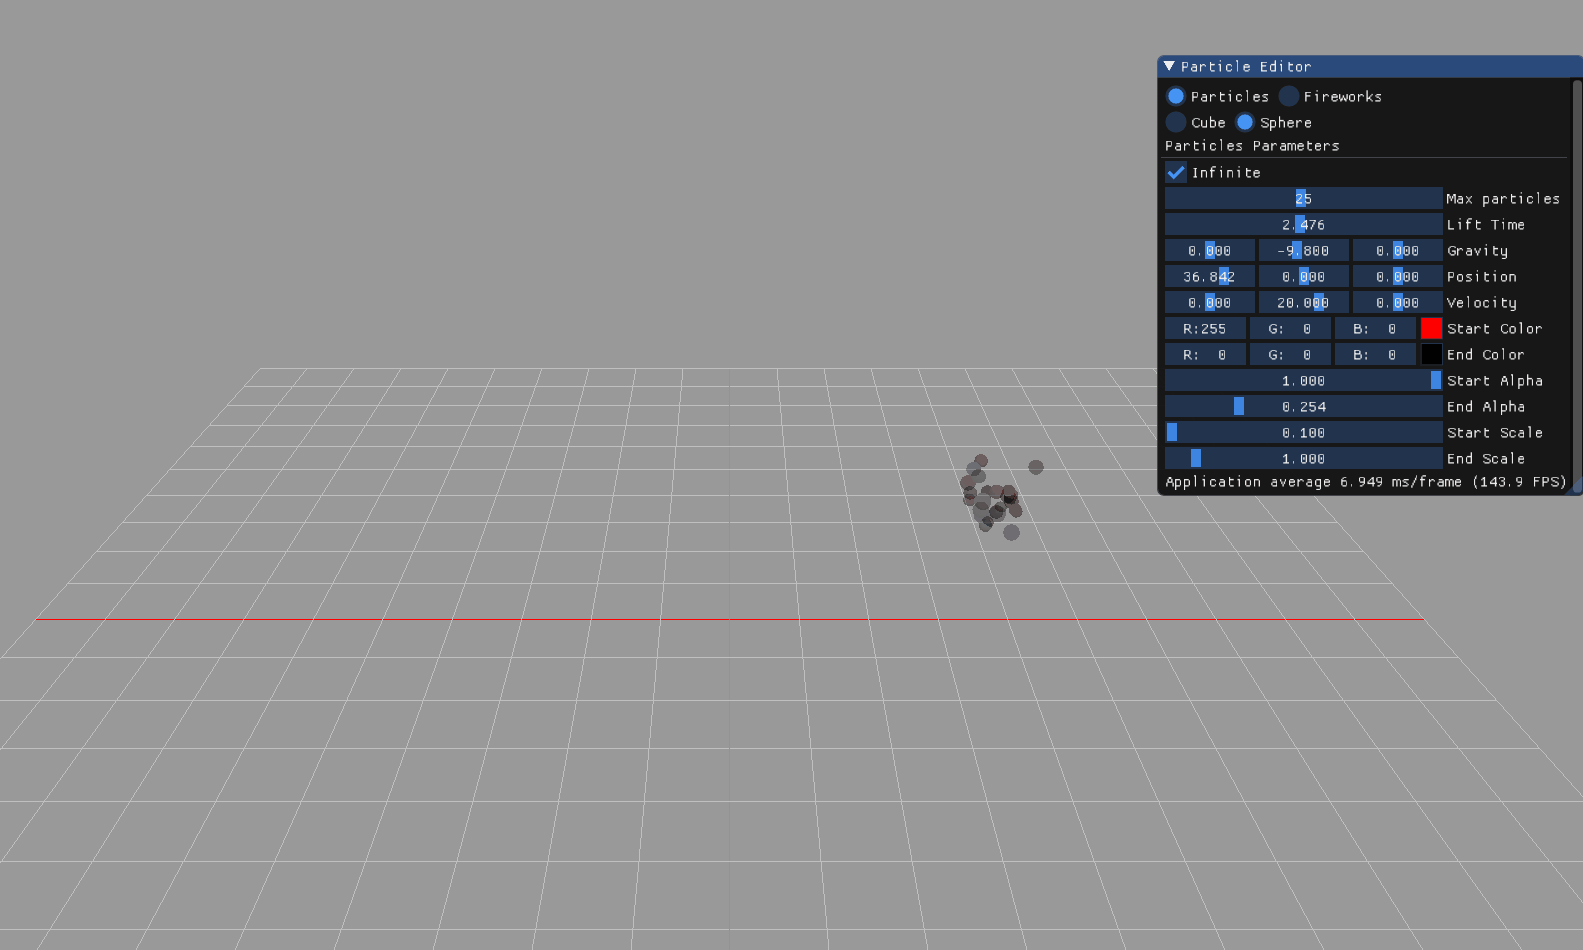 Particle Editor
Particles Fireworks
Cube Sphere
Particles Parameters
Infinite
25 Max particles
2.476 Lift Time
0.000 -9.800 0.000 Gravity
36.842 0.000 0.000 Position
0.000 20.000 0.000 Velocity
R:255 G: 0 B: 0 Start Color
R: 0 G: 0 B: 0 End Color
1.000 Start Alpha
0.254 End Alpha
0.100 Start Scale
1.000 End Scale
Application average 6.949 ms/frame (143.9 FPS)